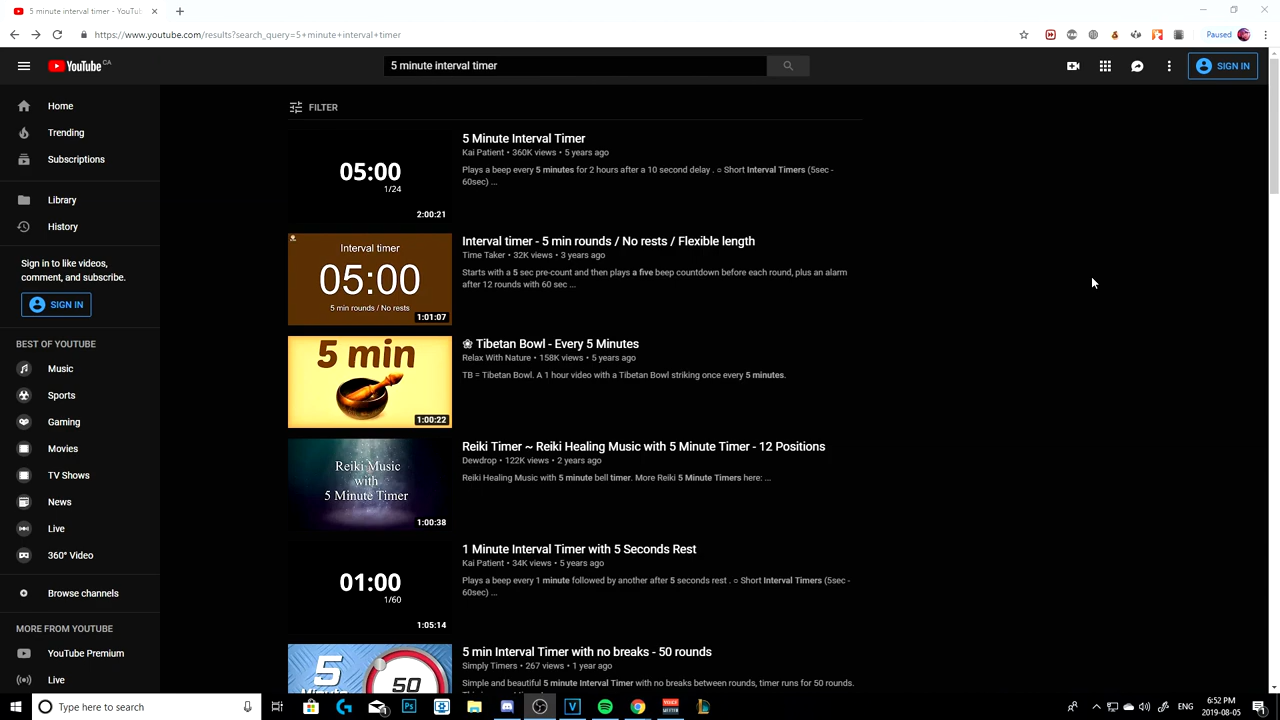 5 minute interval timer - YouTu
https://www.youtube.com/results?search_query=5+minute+interval+timer
Paused
YouTube CA
5 minute interval timer
SIGN IN
Home
Trending
Subscriptions
Library
History
Sign in to like videos,
comment, and subscribe.
SIGN IN
BEST OF YOUTUBE
Music
Sports
Gaming
Movies
TV Shows
News
Live
360° Video
Browse channels
MORE FROM YOUTUBE
YouTube Premium
Live
FILTER
05:00
1/24
2:00:21
5 Minute Interval Timer
Kai Patient • 360K views • 5 years ago
Plays a beep every 5 minutes for 2 hours after a 10 second delay . ○ Short Interval Timers (5sec -
60sec) ...
Interval timer
05:00
5 min rounds / No rests
1:01:07
Interval timer - 5 min rounds / No rests / Flexible length
Time Taker • 32K views • 3 years ago
Starts with a 5 sec pre-count and then plays a five beep countdown before each round, plus an alarm
after 12 rounds with 60 sec ...
5 min
1:00:22
❀ Tibetan Bowl - Every 5 Minutes
Relax With Nature • 158K views • 5 years ago
TB = Tibetan Bowl. A 1 hour video with a Tibetan Bowl striking once every 5 minutes.
Reiki Music
with
5 Minute Timer
1:00:38
Reiki Timer ~ Reiki Healing Music with 5 Minute Timer - 12 Positions
Dewdrop • 122K views • 2 years ago
Reiki Healing Music with 5 minute bell timer. More Reiki 5 Minute Timers here: ...
01:00
1/60
1:05:14
1 Minute Interval Timer with 5 Seconds Rest
Kai Patient • 34K views • 5 years ago
Plays a beep every 1 minute followed by another after 5 seconds rest . ○ Short Interval Timers (5sec -
60sec) ...
5
50
5 min Interval Timer with no breaks - 50 rounds
Simply Timers • 267 views • 1 year ago
Simple and beautiful 5 minute Interval Timer with no breaks between rounds, timer runs for 50 rounds.
Type here to search
ENG
6:52 PM
2019-08-05